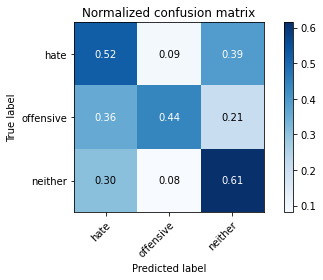 Normalized confusion matrix
True label
hate
offensive
neither
0.52 0.09 0.39
0.36 0.44 0.21
0.30 0.08 0.61
hate
offensive
neither
Predicted label
0.6
0.5
0.4
0.3
0.2
0.1